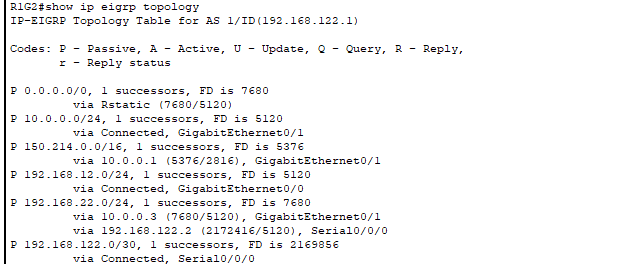 R1G2#show ip eigrp topology
IP-EIGRP Topology Table for AS 1/ID(192.168.122.1)
Codes: P - Passive, A - Active, U - Update, Q - Query, R - Reply,
r - Reply status
P 0.0.0.0/0, 1 successors, FD is 7680
via Rstatic (7680/5120)
P 10.0.0.0/24, 1 successors, FD is 5120
via Connected, GigabitEthernet0/1
P 150.214.0.0/16, 1 successors, FD is 5376
via 10.0.0.1 (5376/2816), GigabitEthernet0/1
P 192.168.12.0/24, 1 successors, FD is 5120
via Connected, GigabitEthernet0/0
P 192.168.22.0/24, 1 successors, FD is 7680
via 10.0.0.3 (7680/5120), GigabitEthernet0/1
via 192.168.122.2 (2172416/5120), Serial0/0/0
P 192.168.122.0/30, 1 successors, FD is 2169856
via Connected, Serial0/0/0